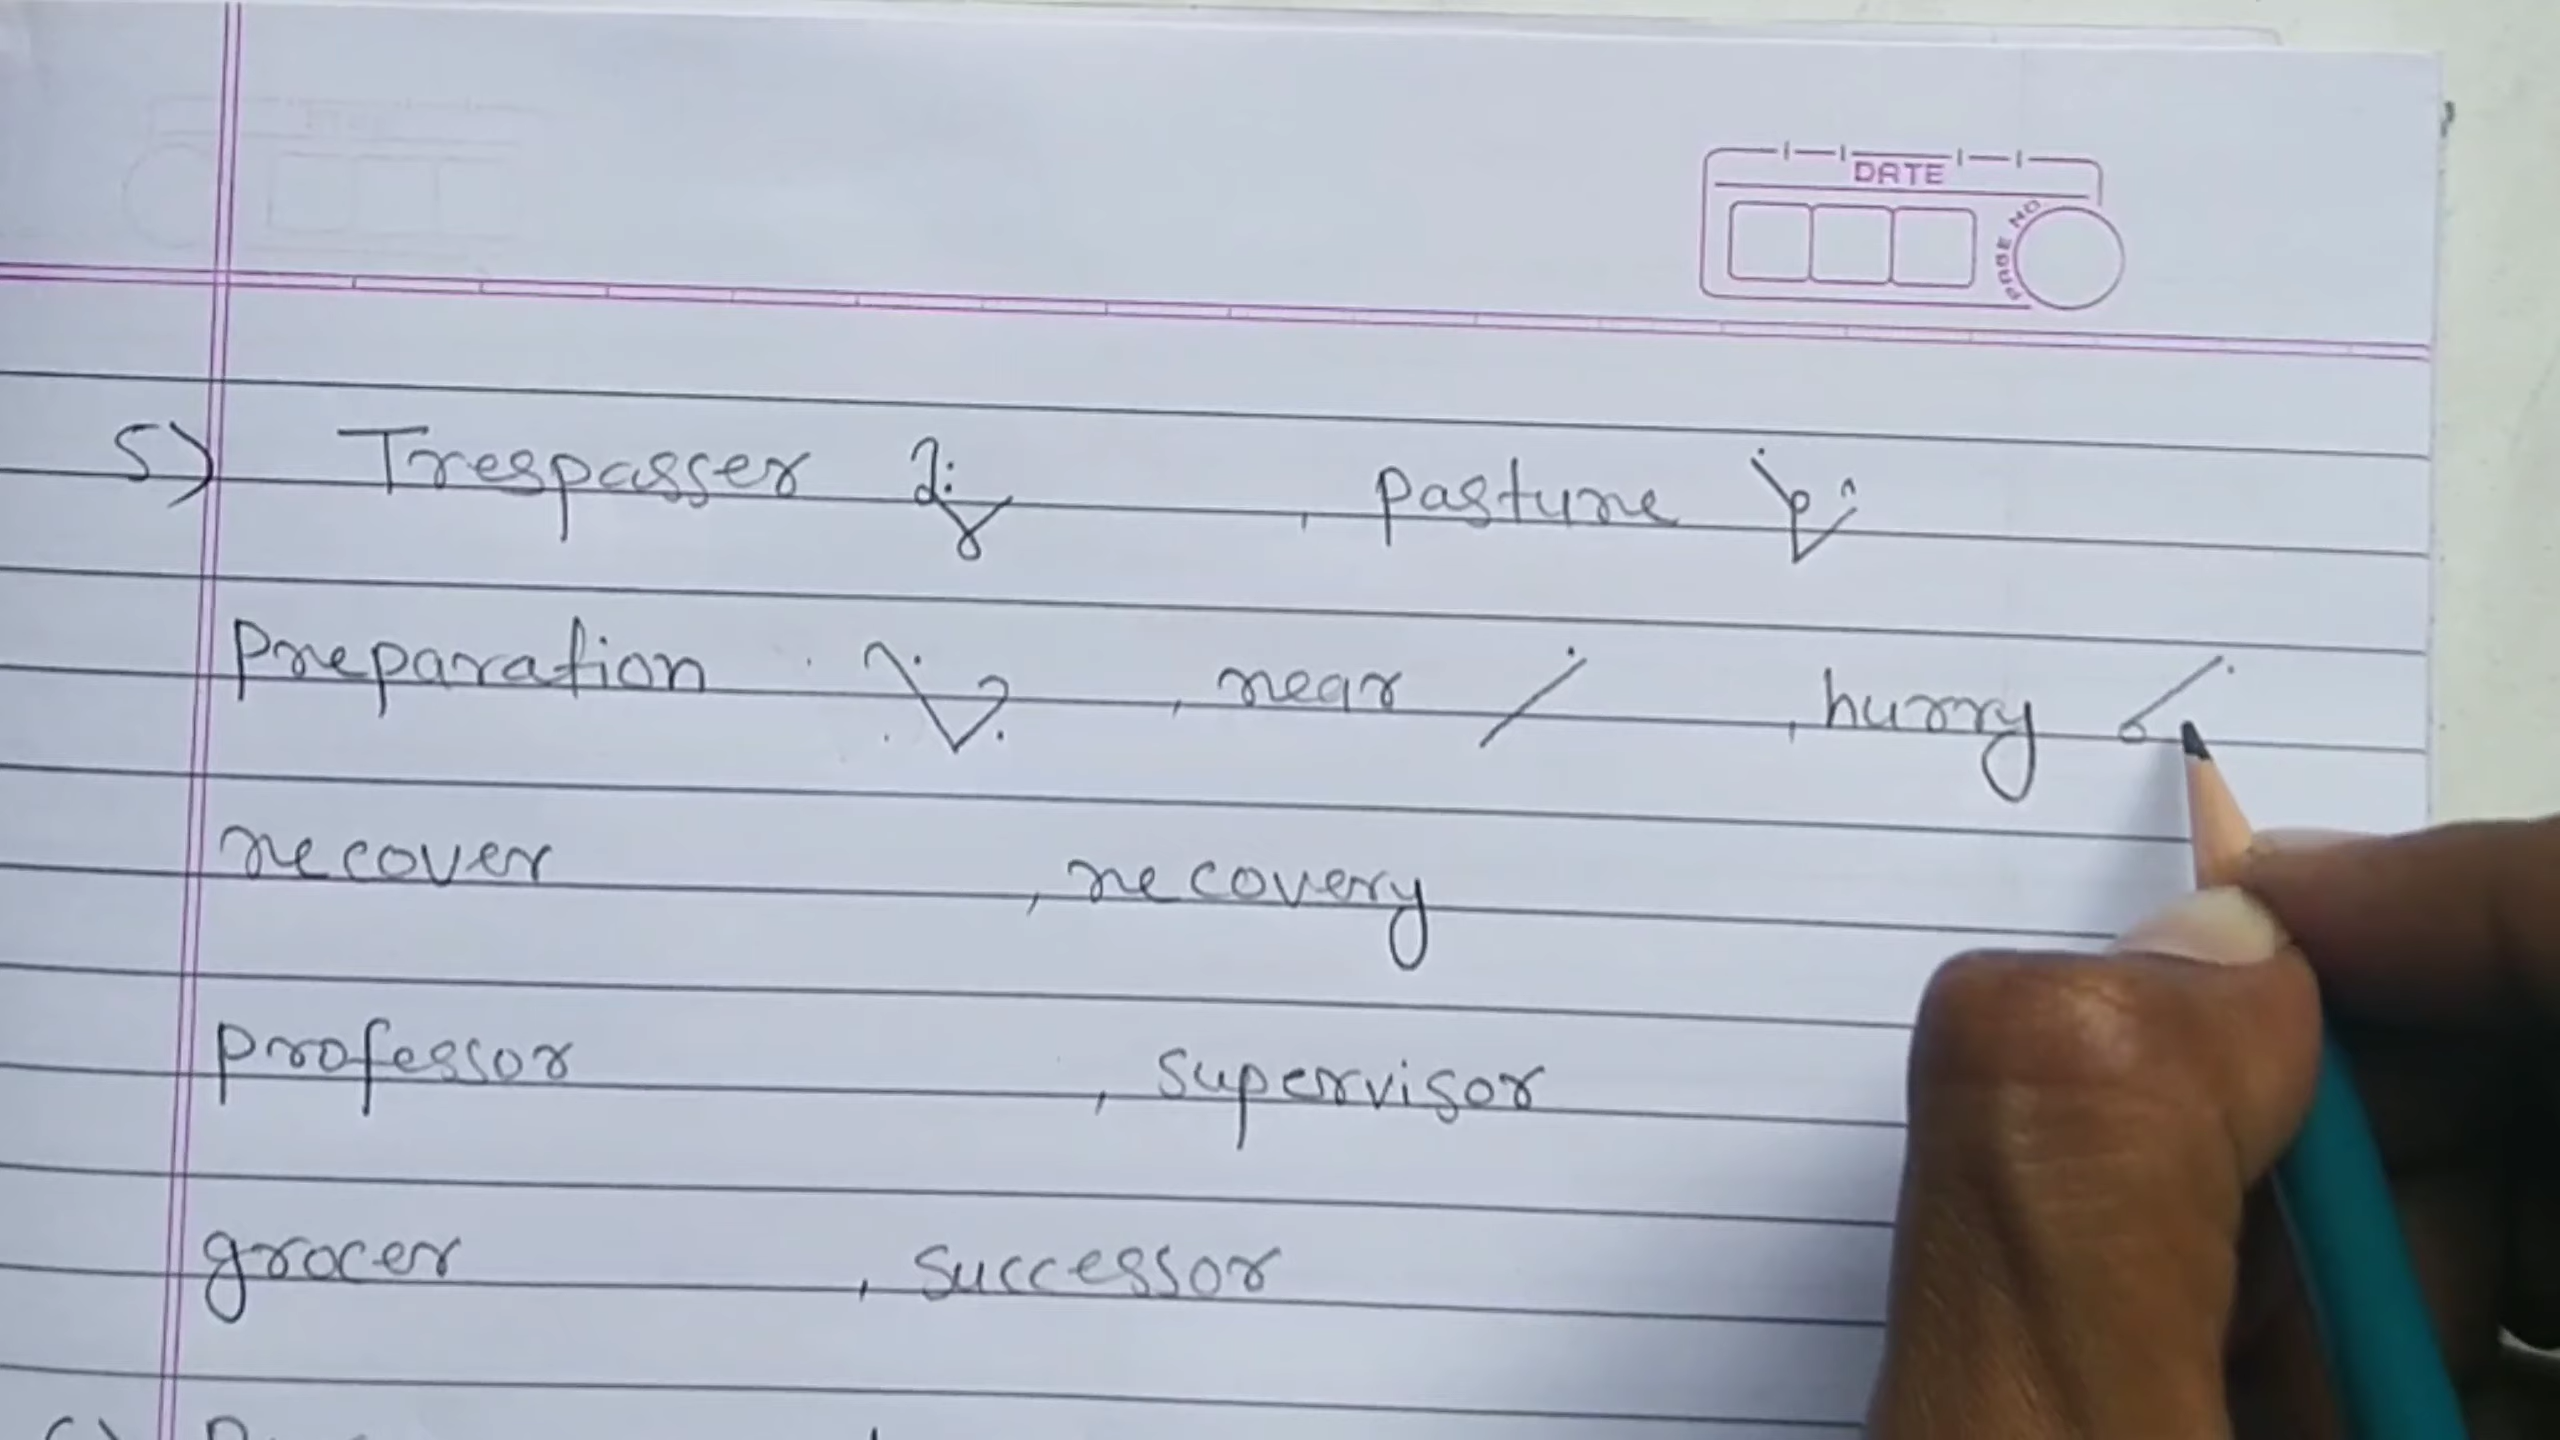 DATE
PAGE NO
5) Trespasser , pasture
Preparation , near , hurry
recover , recovery
professor , supervisor
grocer , successor